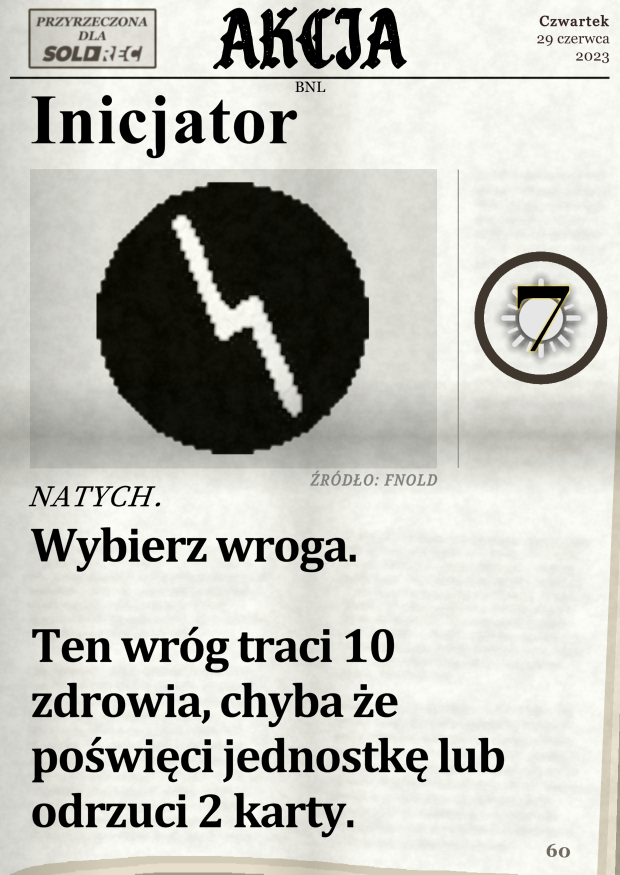 PRZYRZECZONA
DLA
SOLDREC
AKCJA
Czwartek
29 czerwca
2023
BNL
Inicjator
7
ŹRÓDŁO: FNOLD
NATYCH.
Wybierz wroga.
Ten wróg traci 10
zdrowia, chyba że
poświęci jednostkę lub
odrzuci 2 karty.
60